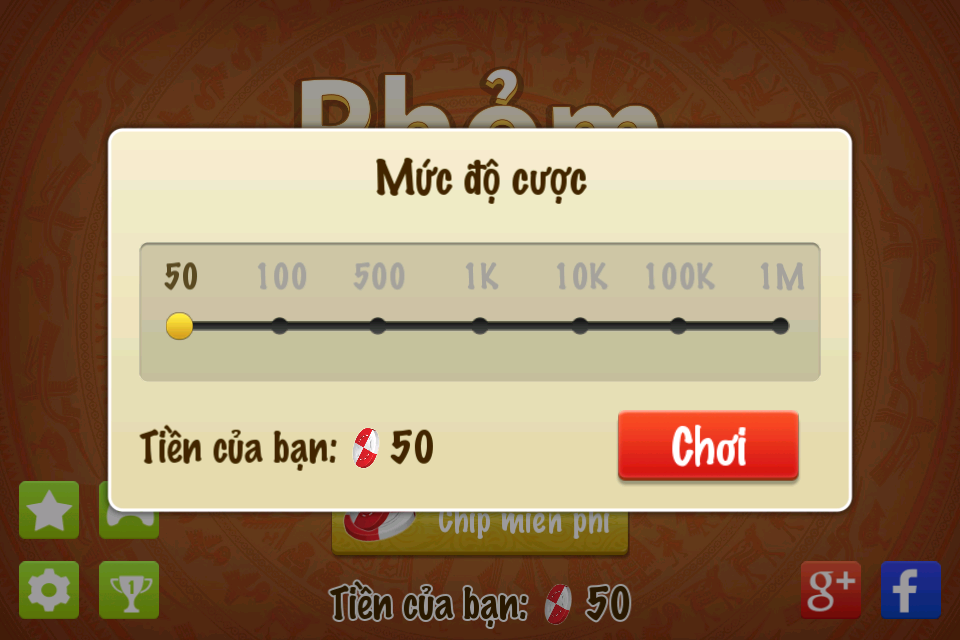 Phỏm
Mức độ cược
50 100 500 1K 10K 100K 1M
Tiền của bạn: 50
Chơi
Chip miễn phí
Tiền của bạn: 50
g+ f